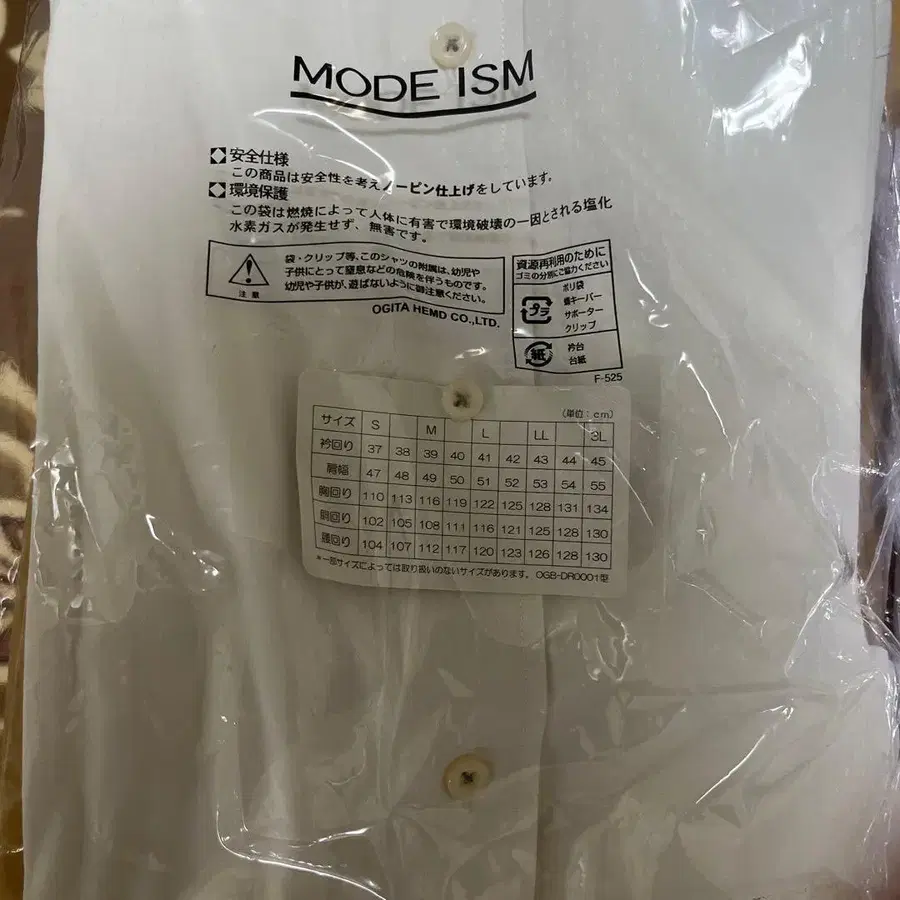 MODE ISM
安全仕様
この商品は安全性を考えノーピン仕上げをしています。
環境保護
この袋は燃焼によって人体に有害で環境破壊の一因とされる塩化
水素ガスが発生せず、無害です。
注意
袋・クリップ等、このシャツの附属は、幼児や
子供にとって窒息などの危険を伴うものです。
幼児や子供が、遊ばないように御注意ください。
OGITA HEMD CO.,LTD.
資源再利用のために
ゴミの分別にご協力ください
プラ
ポリ袋
蝶キーパー
サポーター
クリップ
紙
衿台
台紙
F-525
(単位:cm)
サイズ S M L LL 3L
衿回り 37 38 39 40 41 42 43 44 45
肩幅 47 48 49 50 51 52 53 54 55
胸回り 110 113 116 119 122 125 128 131 134
胴回り 102 105 108 111 116 121 125 128 130
腰回り 104 107 112 117 120 123 126 128 130
*一部サイズによっては取り扱いのないサイズがあります。 OGB-DR0001型